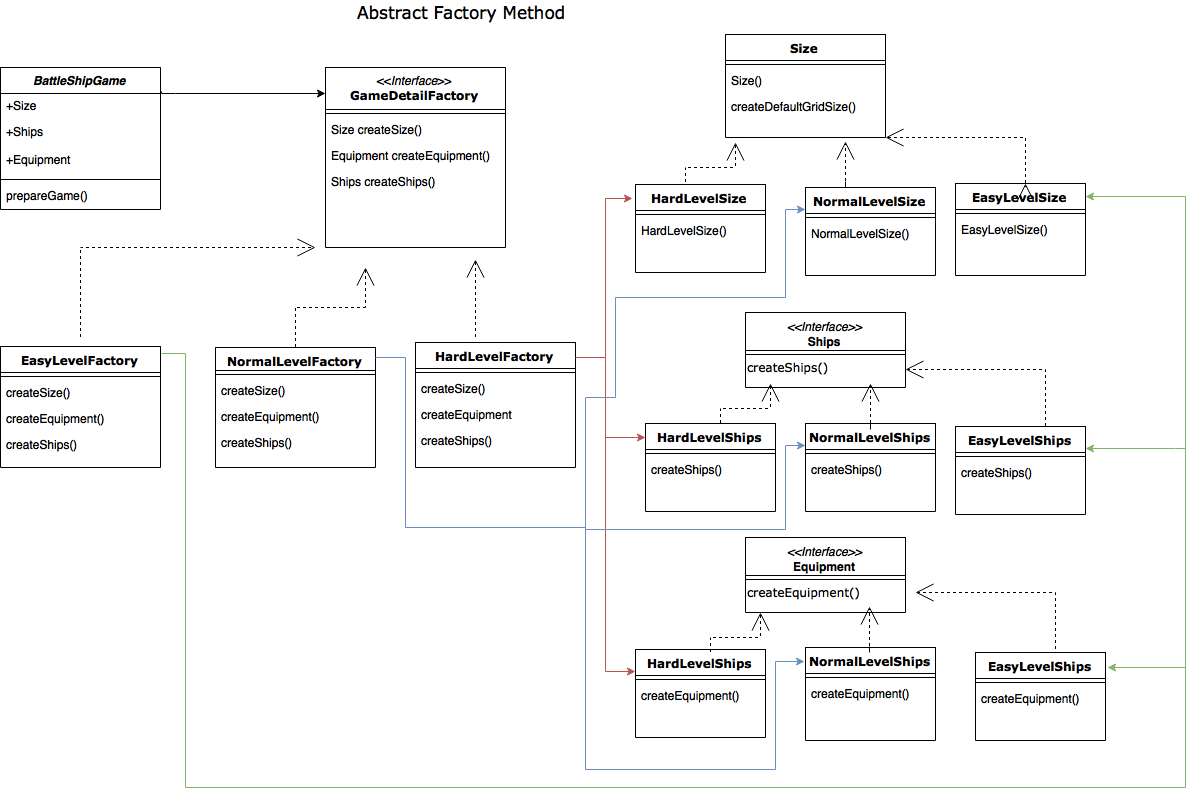 Abstract Factory Method
BattleShipGame
+Size
+Ships
+Equipment
prepareGame()
<<Interface>>
GameDetailFactory
Size createSize()
Equipment createEquipment()
Ships createShips()
Size
Size()
createDefaultGridSize()
HardLevelSize
HardLevelSize()
NormalLevelSize
NormalLevelSize()
EasyLevelSize
EasyLevelSize()
EasyLevelFactory
createSize()
createEquipment()
createShips()
NormalLevelFactory
createSize()
createEquipment()
createShips()
HardLevelFactory
createSize()
createEquipment
createShips()
<<Interface>>
Ships
createShips()
HardLevelShips
createShips()
NormalLevelShips
createShips()
EasyLevelShips
createShips()
<<Interface>>
Equipment
createEquipment()
HardLevelShips
createEquipment()
NormalLevelShips
createEquipment()
EasyLevelShips
createEquipment()